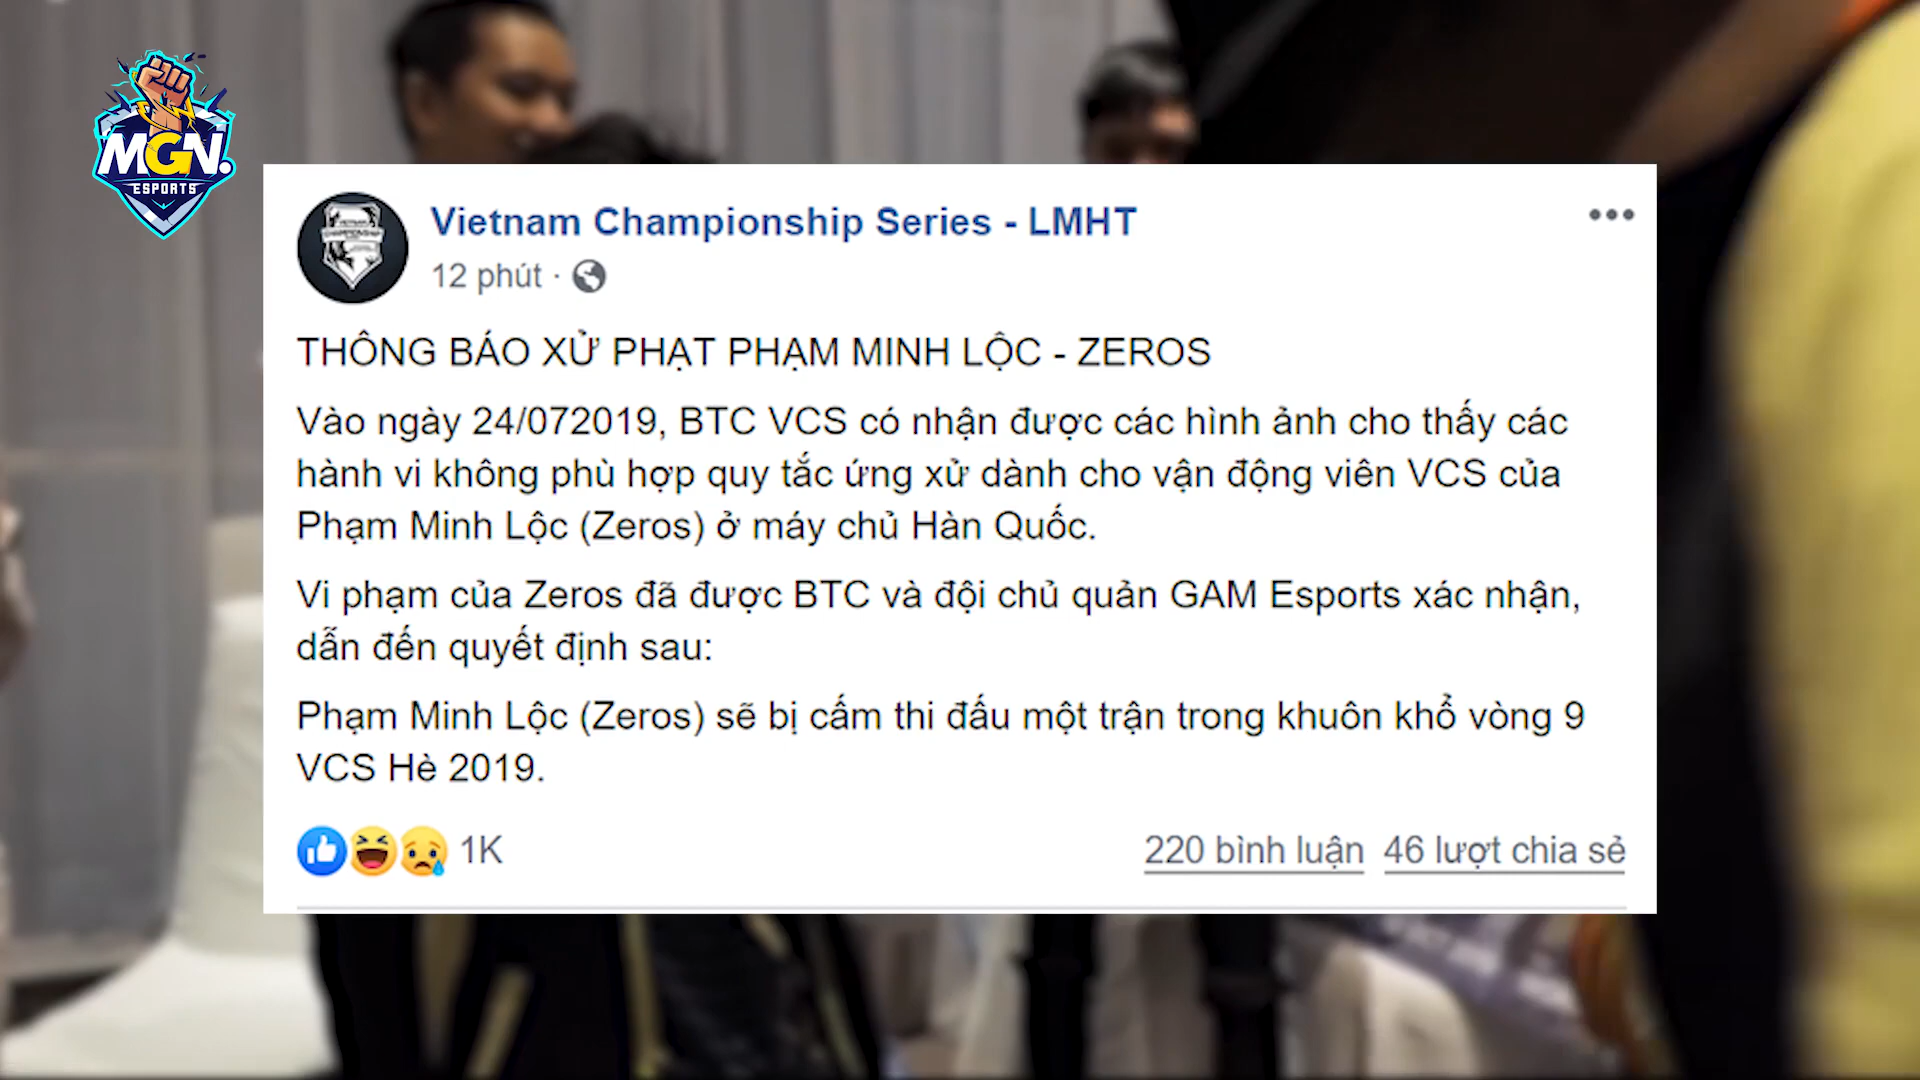 MGN.
ESPORTS
Vietnam Championship Series - LMHT
12 phút ·
THÔNG BÁO XỬ PHẠT PHẠM MINH LỘC - ZEROS
Vào ngày 24/072019, BTC VCS có nhận được các hình ảnh cho thấy các
hành vi không phù hợp quy tắc ứng xử dành cho vận động viên VCS của
Phạm Minh Lộc (Zeros) ở máy chủ Hàn Quốc.
Vi phạm của Zeros đã được BTC và đội chủ quản GAM Esports xác nhận,
dẫn đến quyết định sau:
Phạm Minh Lộc (Zeros) sẽ bị cấm thi đấu một trận trong khuôn khổ vòng 9
VCS Hè 2019.
1K
220 bình luận 46 lượt chia sẻ